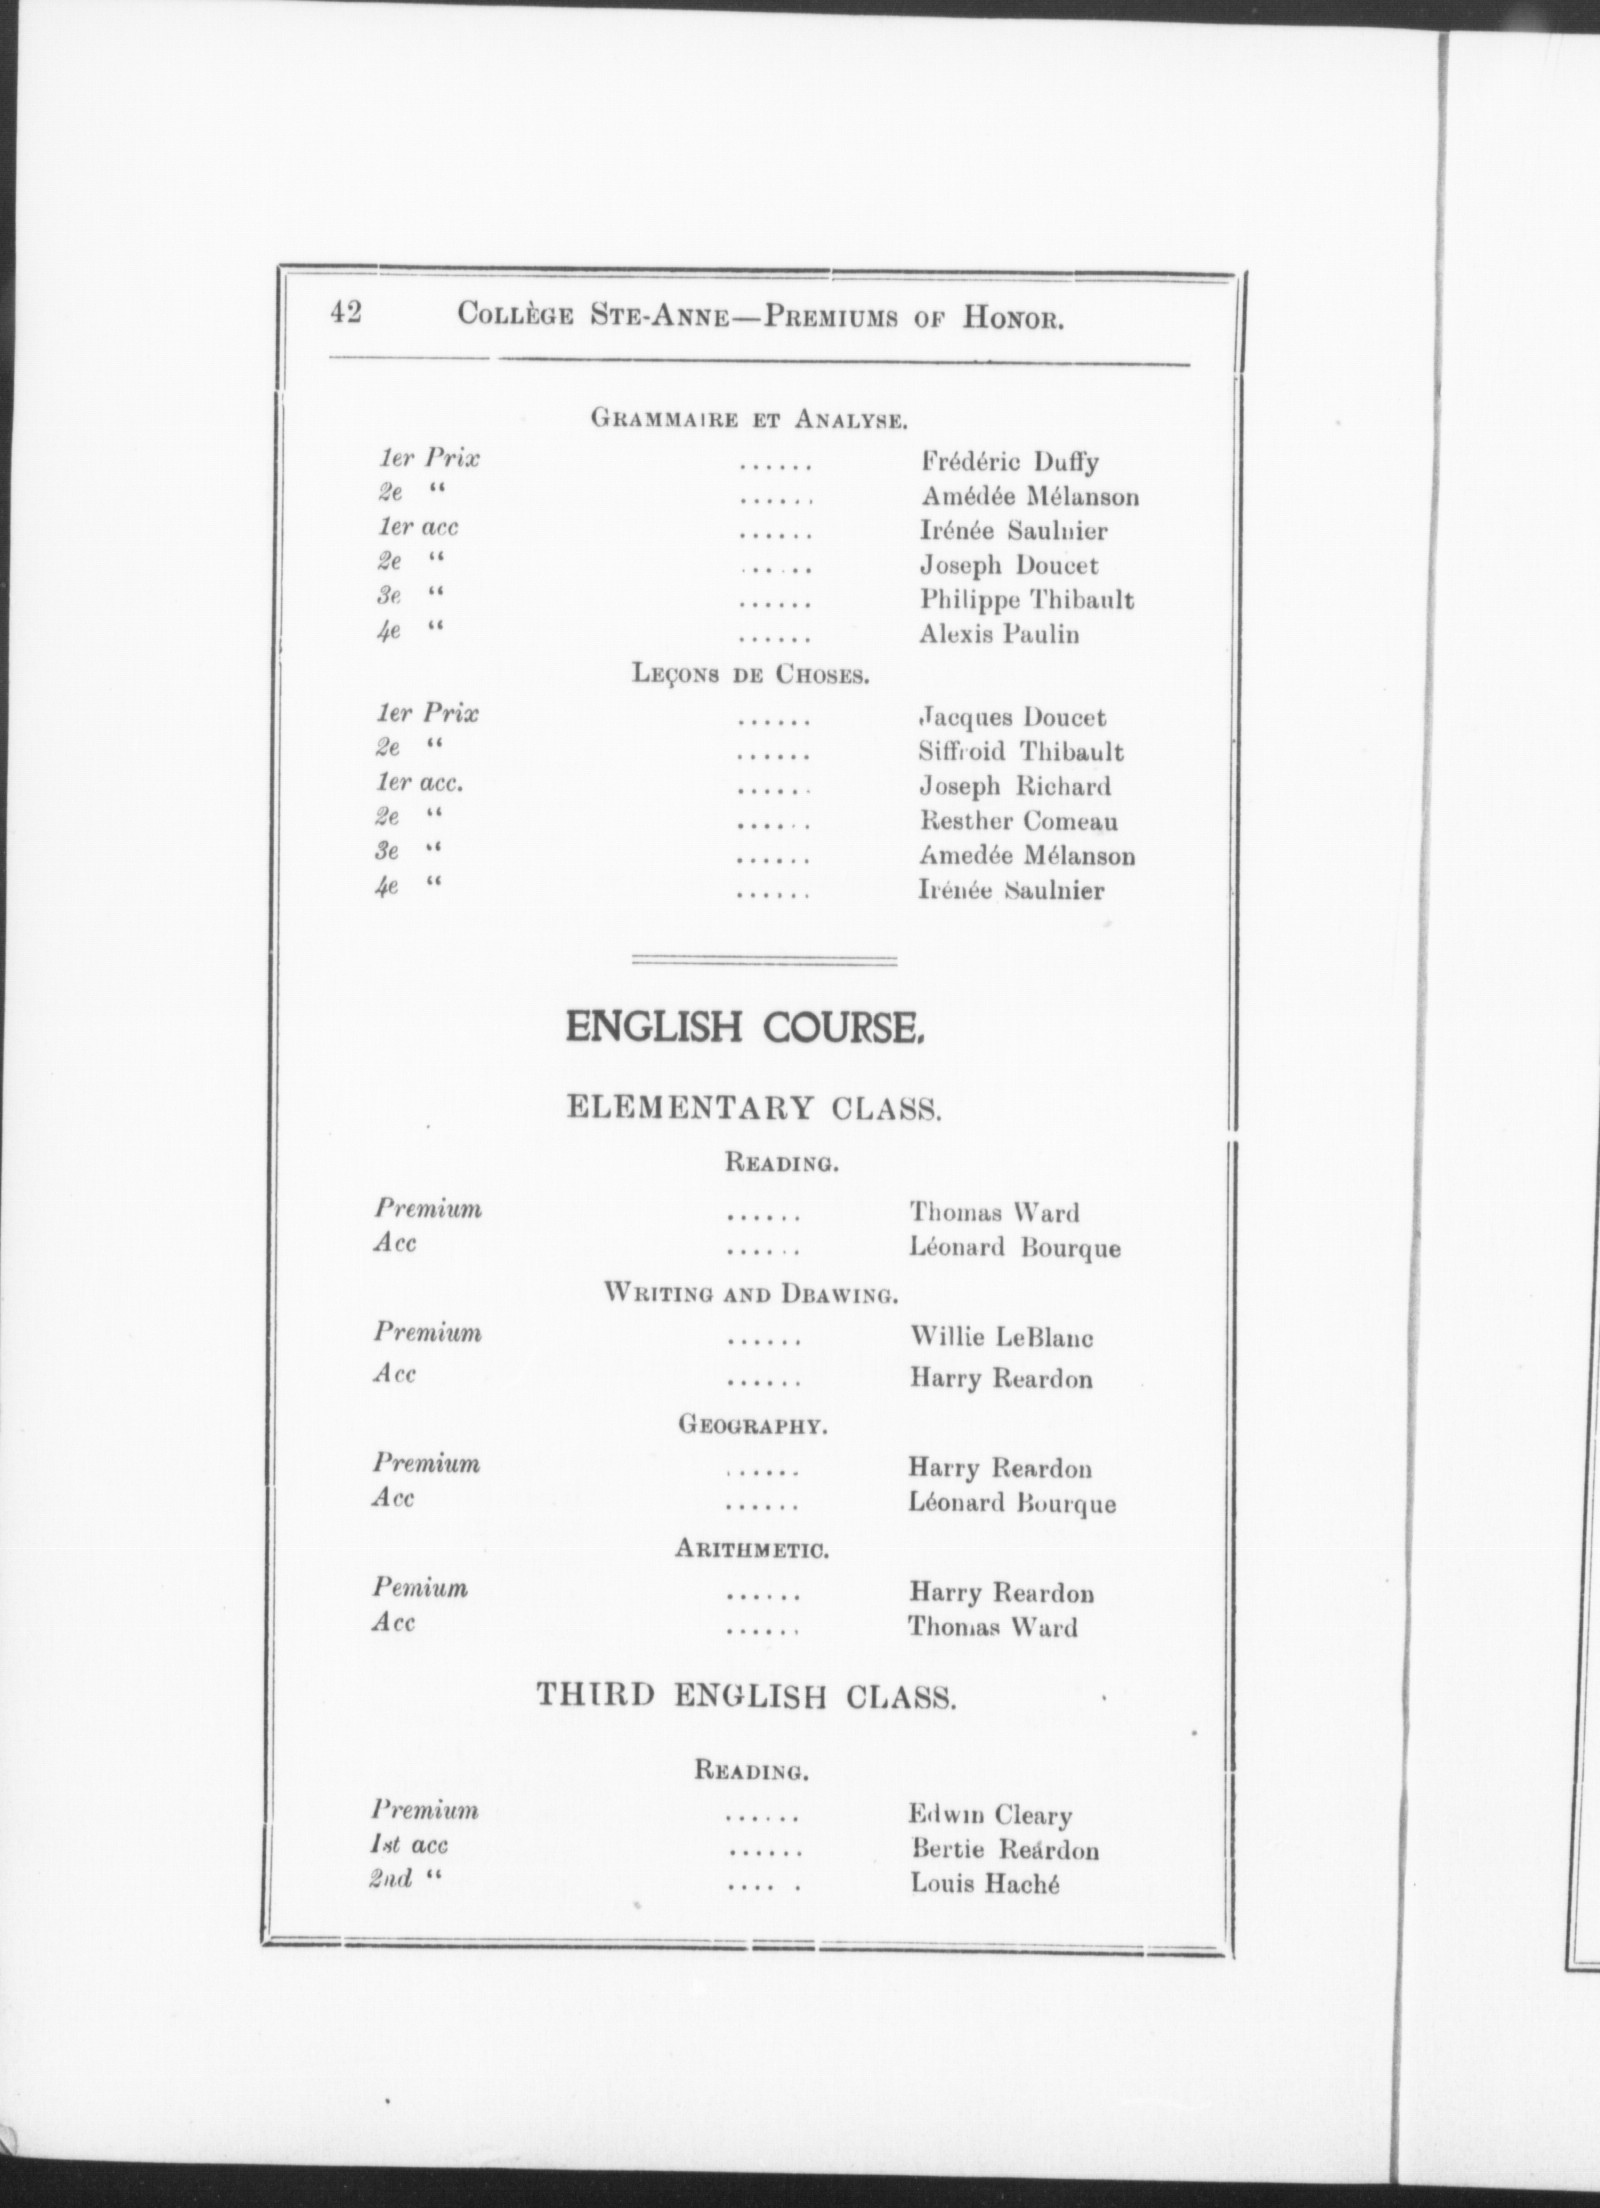 42 COLLÈGE STE-ANNE—PREMIUMS OF HONOR.
GRAMMAIRE ET ANALYSE.
1er Prix ...... Frédéric Duffy
2e “ ...... Amédée Mélanson
1er acc ...... Irénée Saulnier
2e “ ...... Joseph Doucet
3e “ ...... Philippe Thibault
4e “ ...... Alexis Paulin
LEÇONS DE CHOSES.
1er Prix ...... Jacques Doucet
2e “ ...... Siffroid Thibault
1er acc. ...... Joseph Richard
2e “ ...... Resther Comeau
3e “ ...... Amedée Mélanson
4e “ ...... Irénée Saulnier
ENGLISH COURSE.
ELEMENTARY CLASS.
READING.
Premium ...... Thomas Ward
Acc ...... Léonard Bourque
WRITING AND DBAWING.
Premium ...... Willie LeBlanc
Acc ...... Harry Reardon
GEOGRAPHY.
Premium ...... Harry Reardon
Acc ...... Léonard Bourque
ARITHMETIC.
Pemium ...... Harry Reardon
Acc ...... Thomas Ward
THIRD ENGLISH CLASS.
READING.
Premium ...... Edwin Cleary
1st acc ...... Bertie Reardon
2nd “ .... . Louis Haché